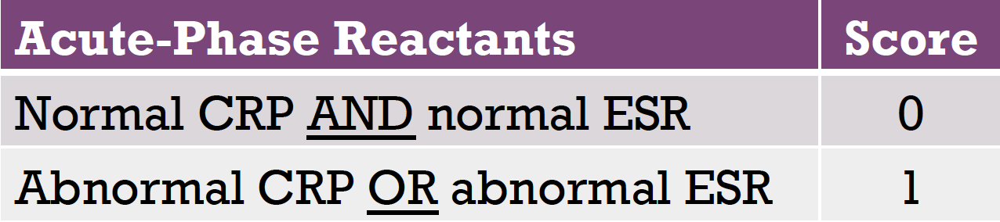 Acute-Phase Reactants Score
Normal CRP AND normal ESR 0
Abnormal CRP OR abnormal ESR 1